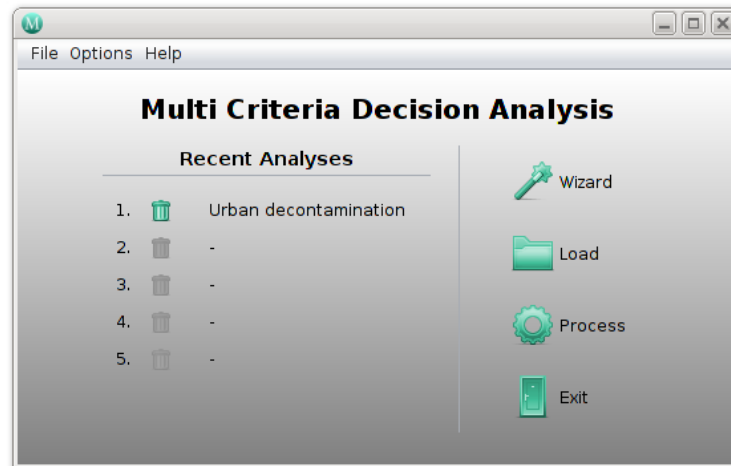 M
File Options Help
Multi Criteria Decision Analysis
Recent Analyses
1. Urban decontamination
2. -
3. -
4. -
5. -
Wizard
Load
Process
Exit